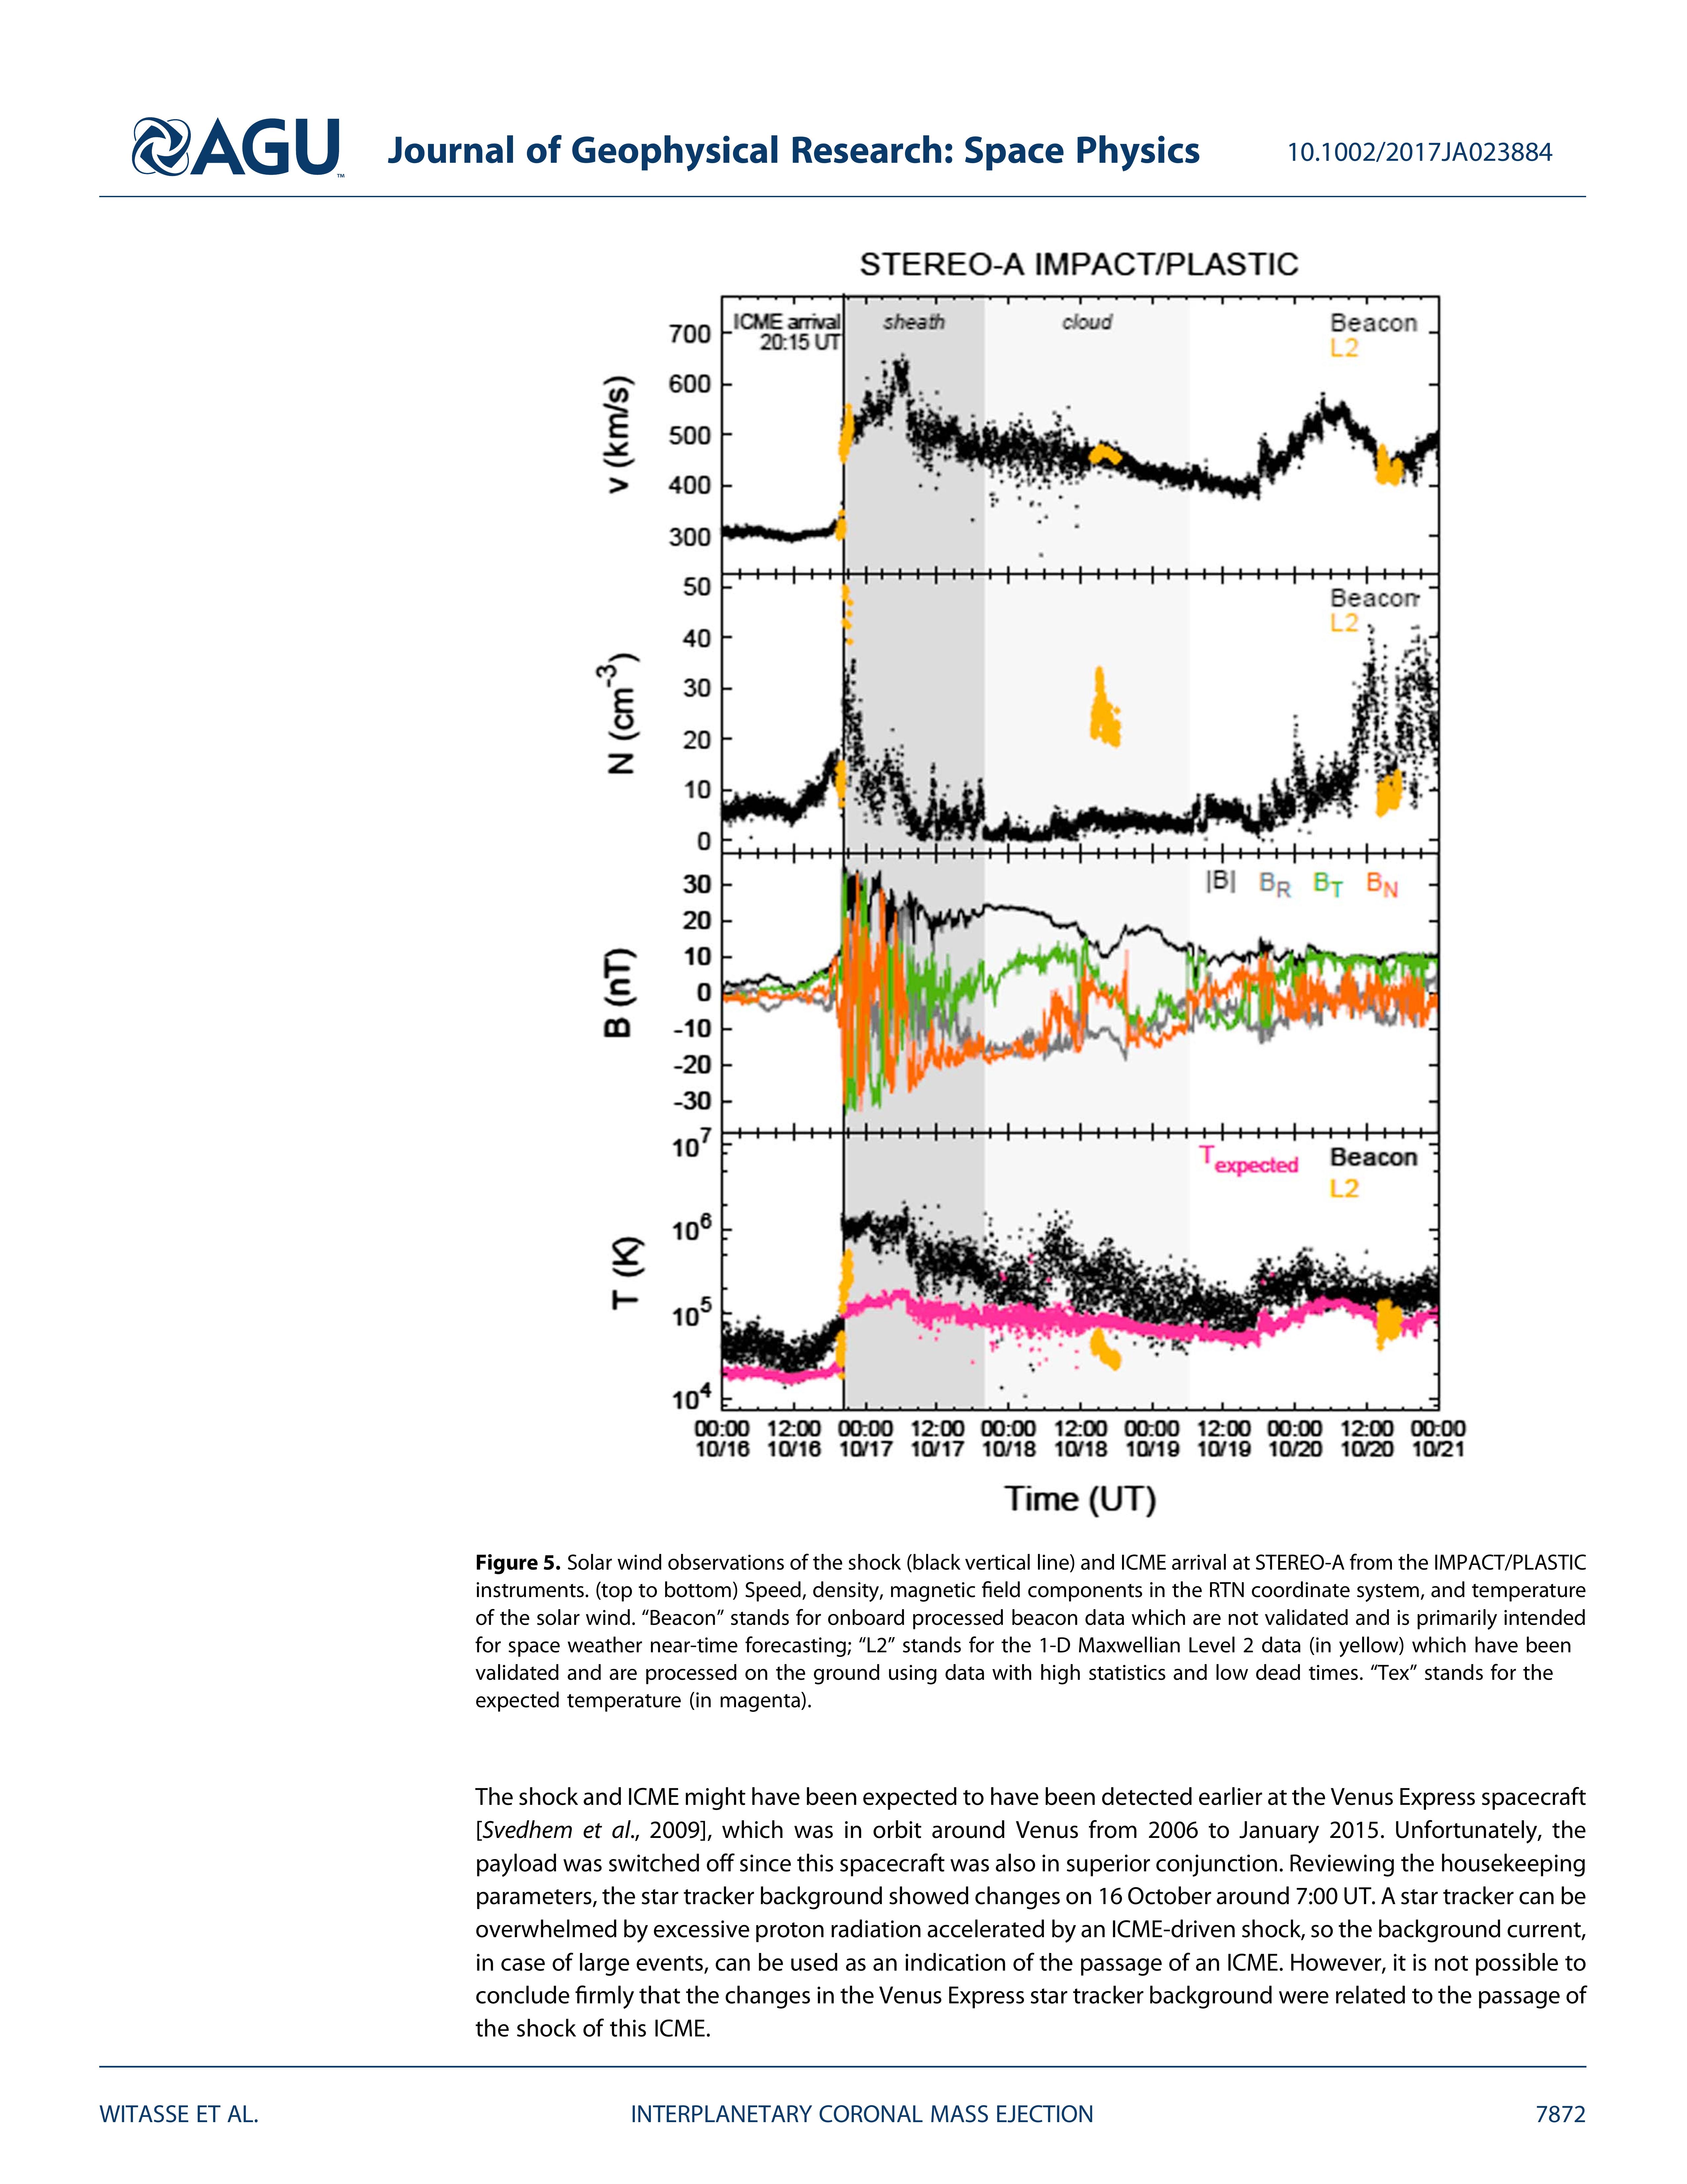 AGU™ Journal of Geophysical Research: Space Physics 10.1002/2017JA023884
STEREO-A IMPACT/PLASTIC
ICME arrival
20:15 UT
sheath
cloud
Beacon
L2
700
600
500
400
300
v (km/s)
Beacon
L2
50
40
30
20
10
0
N (cm-3)
|B| BR BT BN
30
20
10
0
-10
-20
-30
B (nT)
Texpected
Beacon
L2
10^7
10^6
10^5
10^4
T (K)
00:00 12:00 00:00 12:00 00:00 12:00 00:00 12:00 00:00 12:00 00:00
10/16 10/16 10/17 10/17 10/18 10/18 10/19 10/19 10/20 10/20 10/21
Time (UT)
Figure 5. Solar wind observations of the shock (black vertical line) and ICME arrival at STEREO-A from the IMPACT/PLASTIC
instruments. (top to bottom) Speed, density, magnetic field components in the RTN coordinate system, and temperature
of the solar wind. “Beacon” stands for onboard processed beacon data which are not validated and is primarily intended
for space weather near-time forecasting; “L2” stands for the 1-D Maxwellian Level 2 data (in yellow) which have been
validated and are processed on the ground using data with high statistics and low dead times. “Tex” stands for the
expected temperature (in magenta).
The shock and ICME might have been expected to have been detected earlier at the Venus Express spacecraft
[Svedhem et al., 2009], which was in orbit around Venus from 2006 to January 2015. Unfortunately, the
payload was switched off since this spacecraft was also in superior conjunction. Reviewing the housekeeping
parameters, the star tracker background showed changes on 16 October around 7:00 UT. A star tracker can be
overwhelmed by excessive proton radiation accelerated by an ICME-driven shock, so the background current,
in case of large events, can be used as an indication of the passage of an ICME. However, it is not possible to
conclude firmly that the changes in the Venus Express star tracker background were related to the passage of
the shock of this ICME.
WITASSE ET AL. INTERPLANETARY CORONAL MASS EJECTION 7872